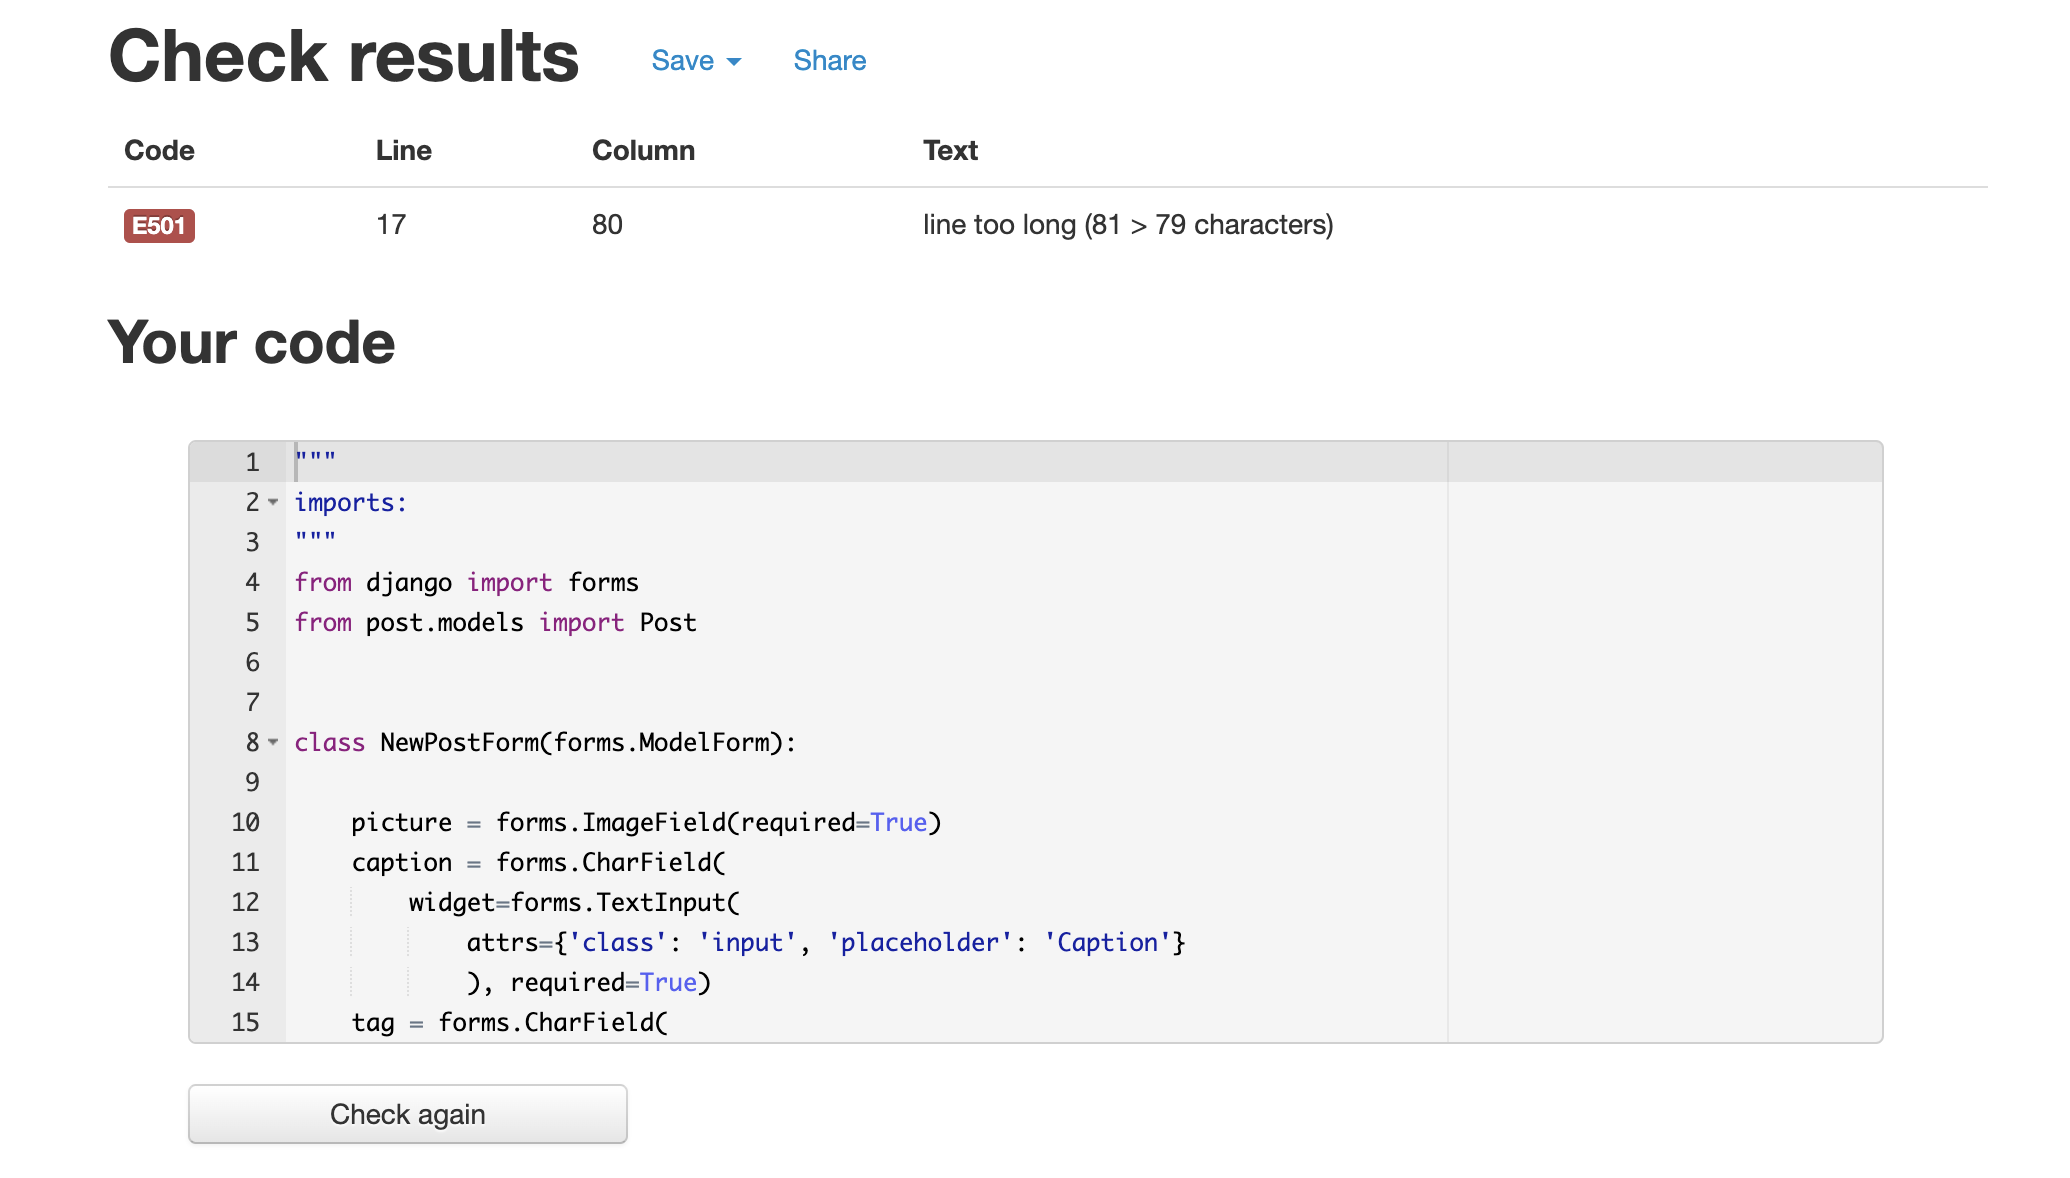 Check results Save Share
Code Line Column Text
E501 17 80 line too long (81 > 79 characters)
Your code
1 """
2 imports:
3 """
4 from django import forms
5 from post.models import Post
6
7
8 class NewPostForm(forms.ModelForm):
9
10     picture = forms.ImageField(required=True)
11     caption = forms.CharField(
12         widget=forms.TextInput(
13             attrs={'class': 'input', 'placeholder': 'Caption'}
14             ), required=True)
15     tag = forms.CharField(
Check again